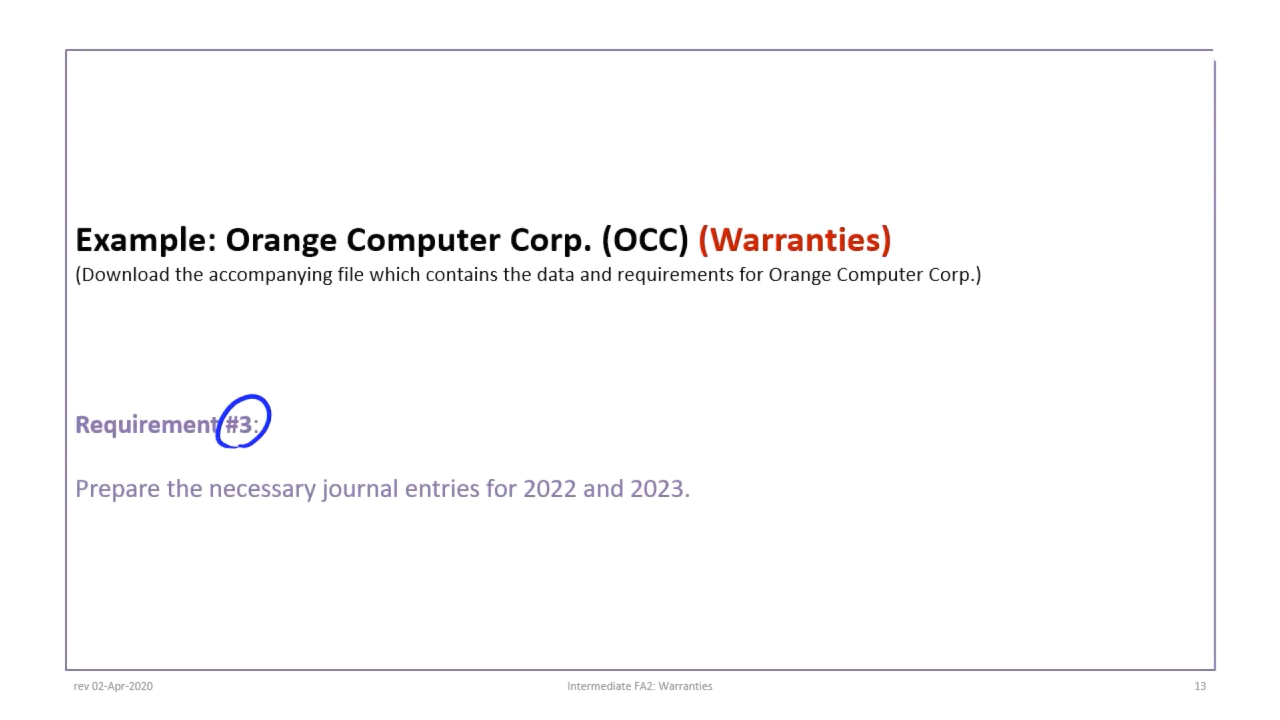 Example: Orange Computer Corp. (OCC) (Warranties)
(Download the accompanying file which contains the data and requirements for Orange Computer Corp.)
Requirement #3:
Prepare the necessary journal entries for 2022 and 2023.
rev 02-Apr-2020 Intermediate FA2: Warranties 13